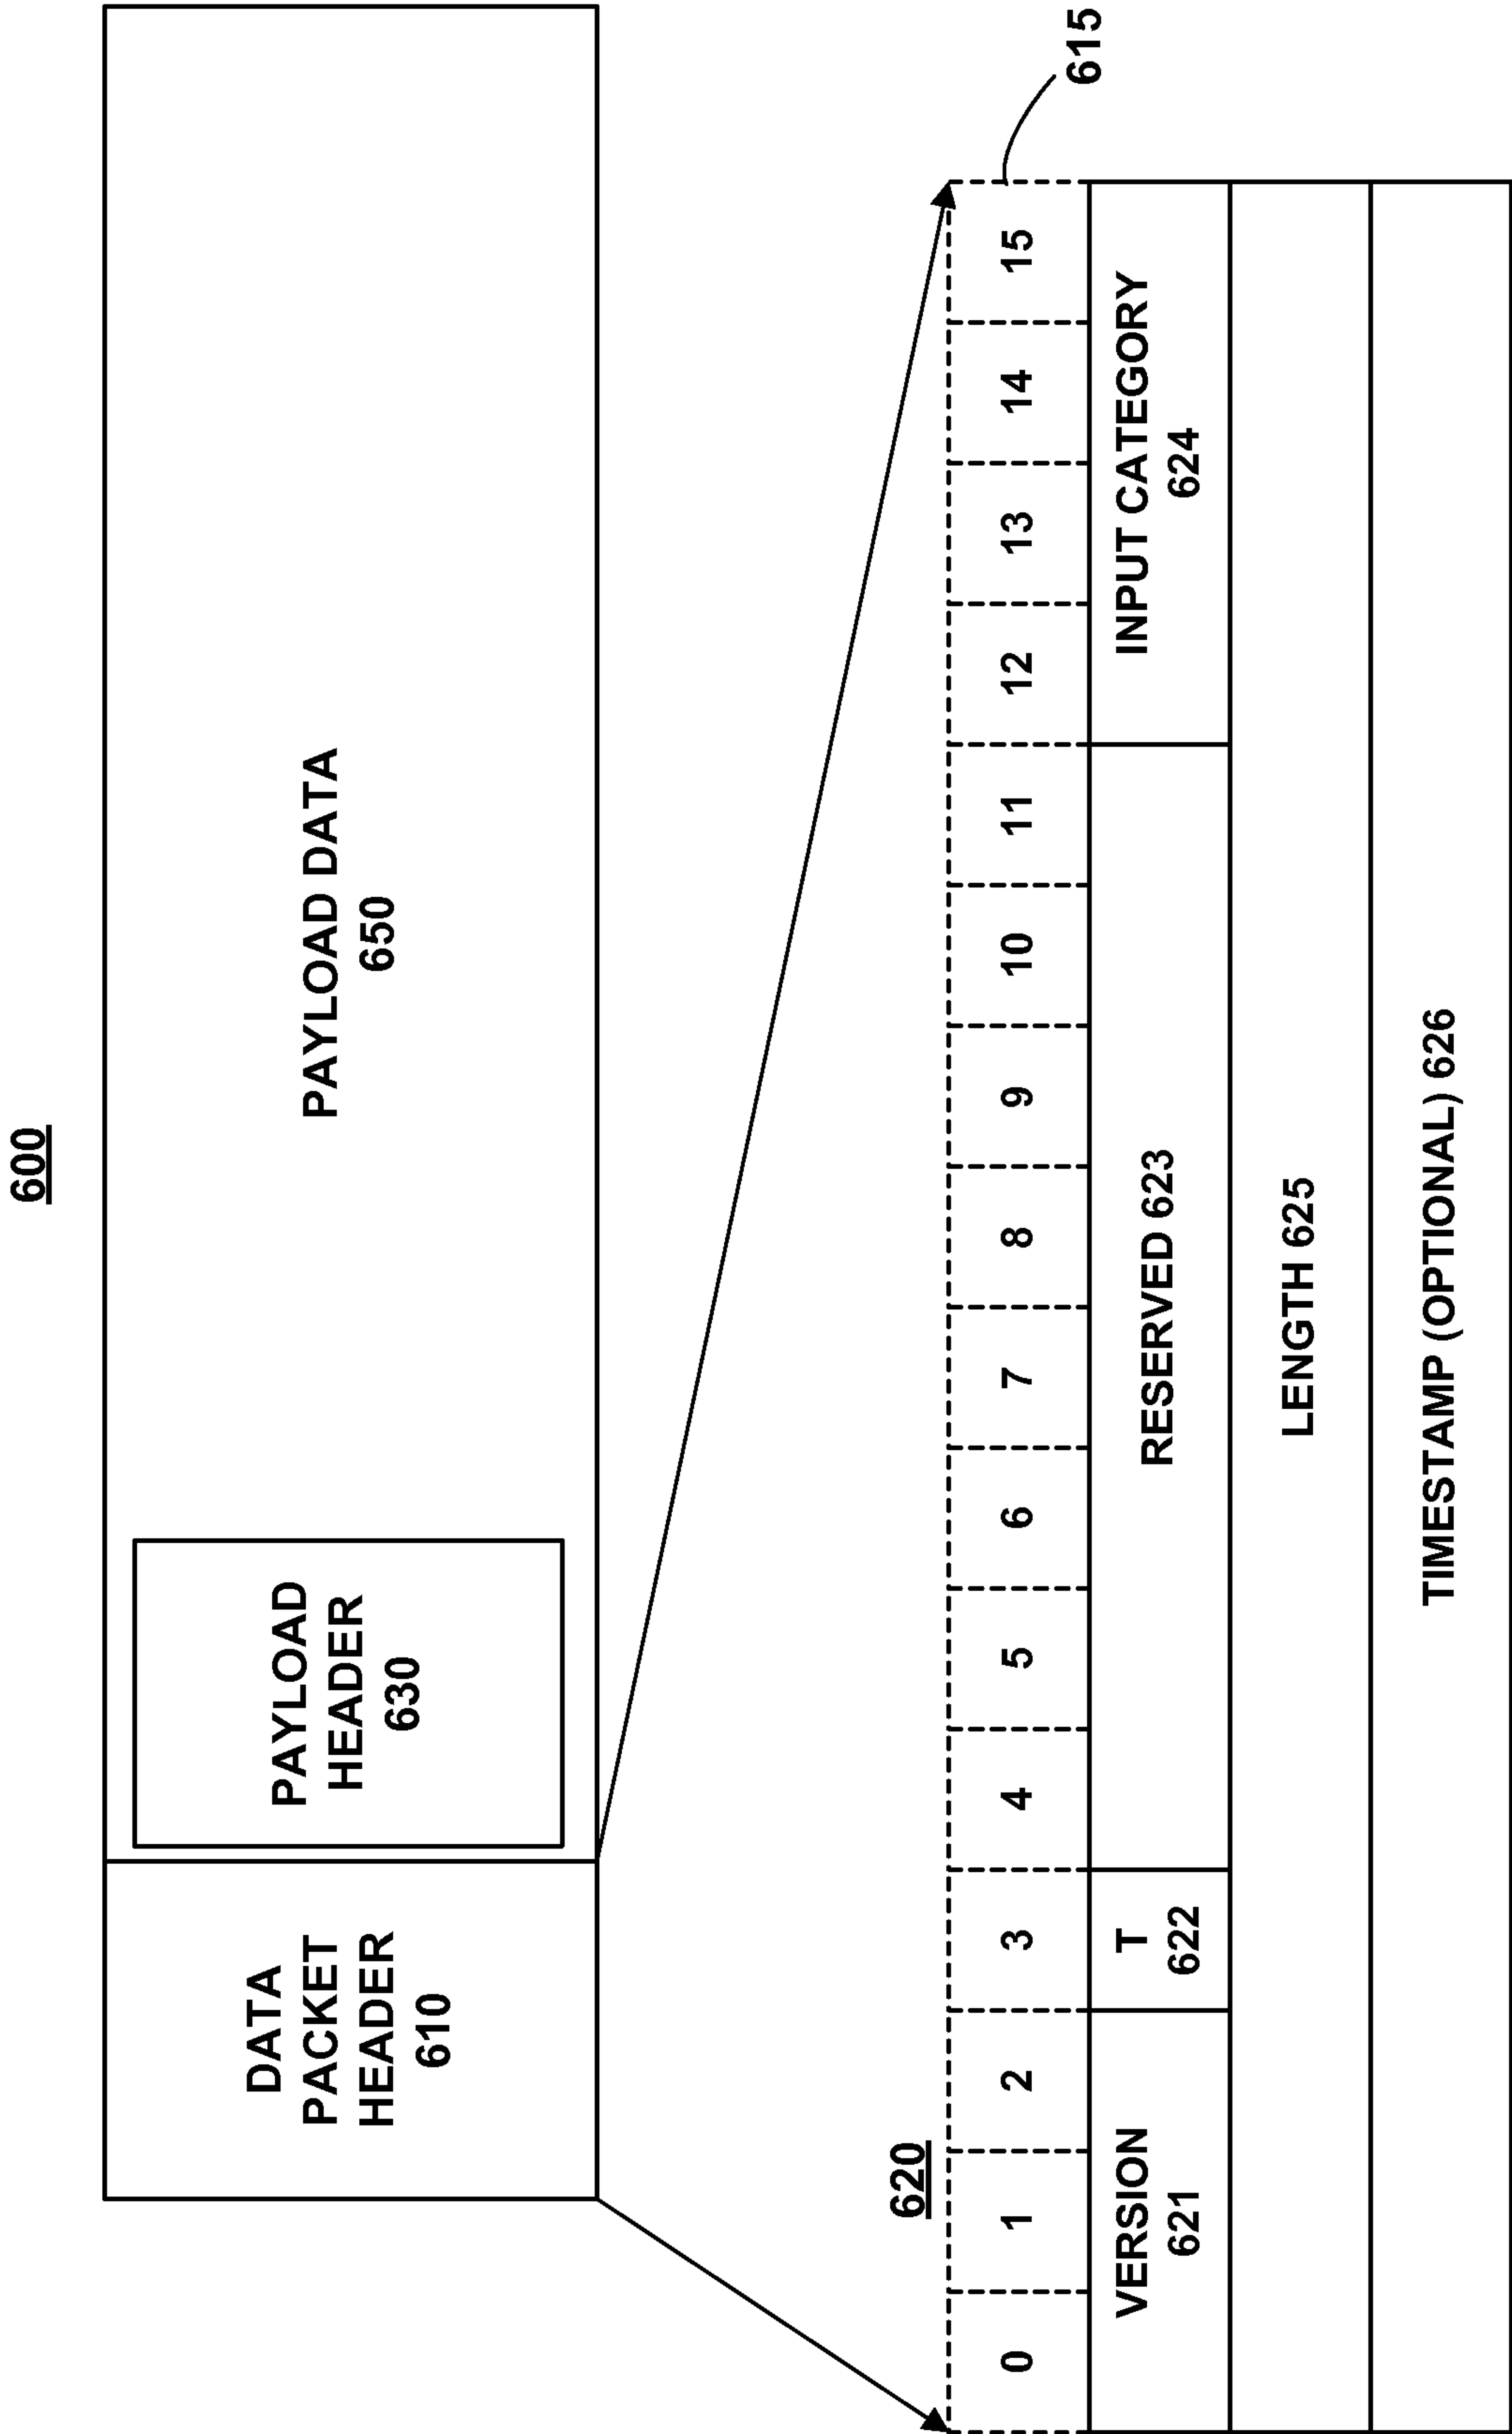 600
DATA
PACKET
HEADER
610
PAYLOAD
HEADER
630
PAYLOAD DATA
650
620
0 1 2 3 4 5 6 7 8 9 10 11 12 13 14 15
615
VERSION
621
T
622
RESERVED 623
INPUT CATEGORY
624
LENGTH 625
TIMESTAMP (OPTIONAL) 626